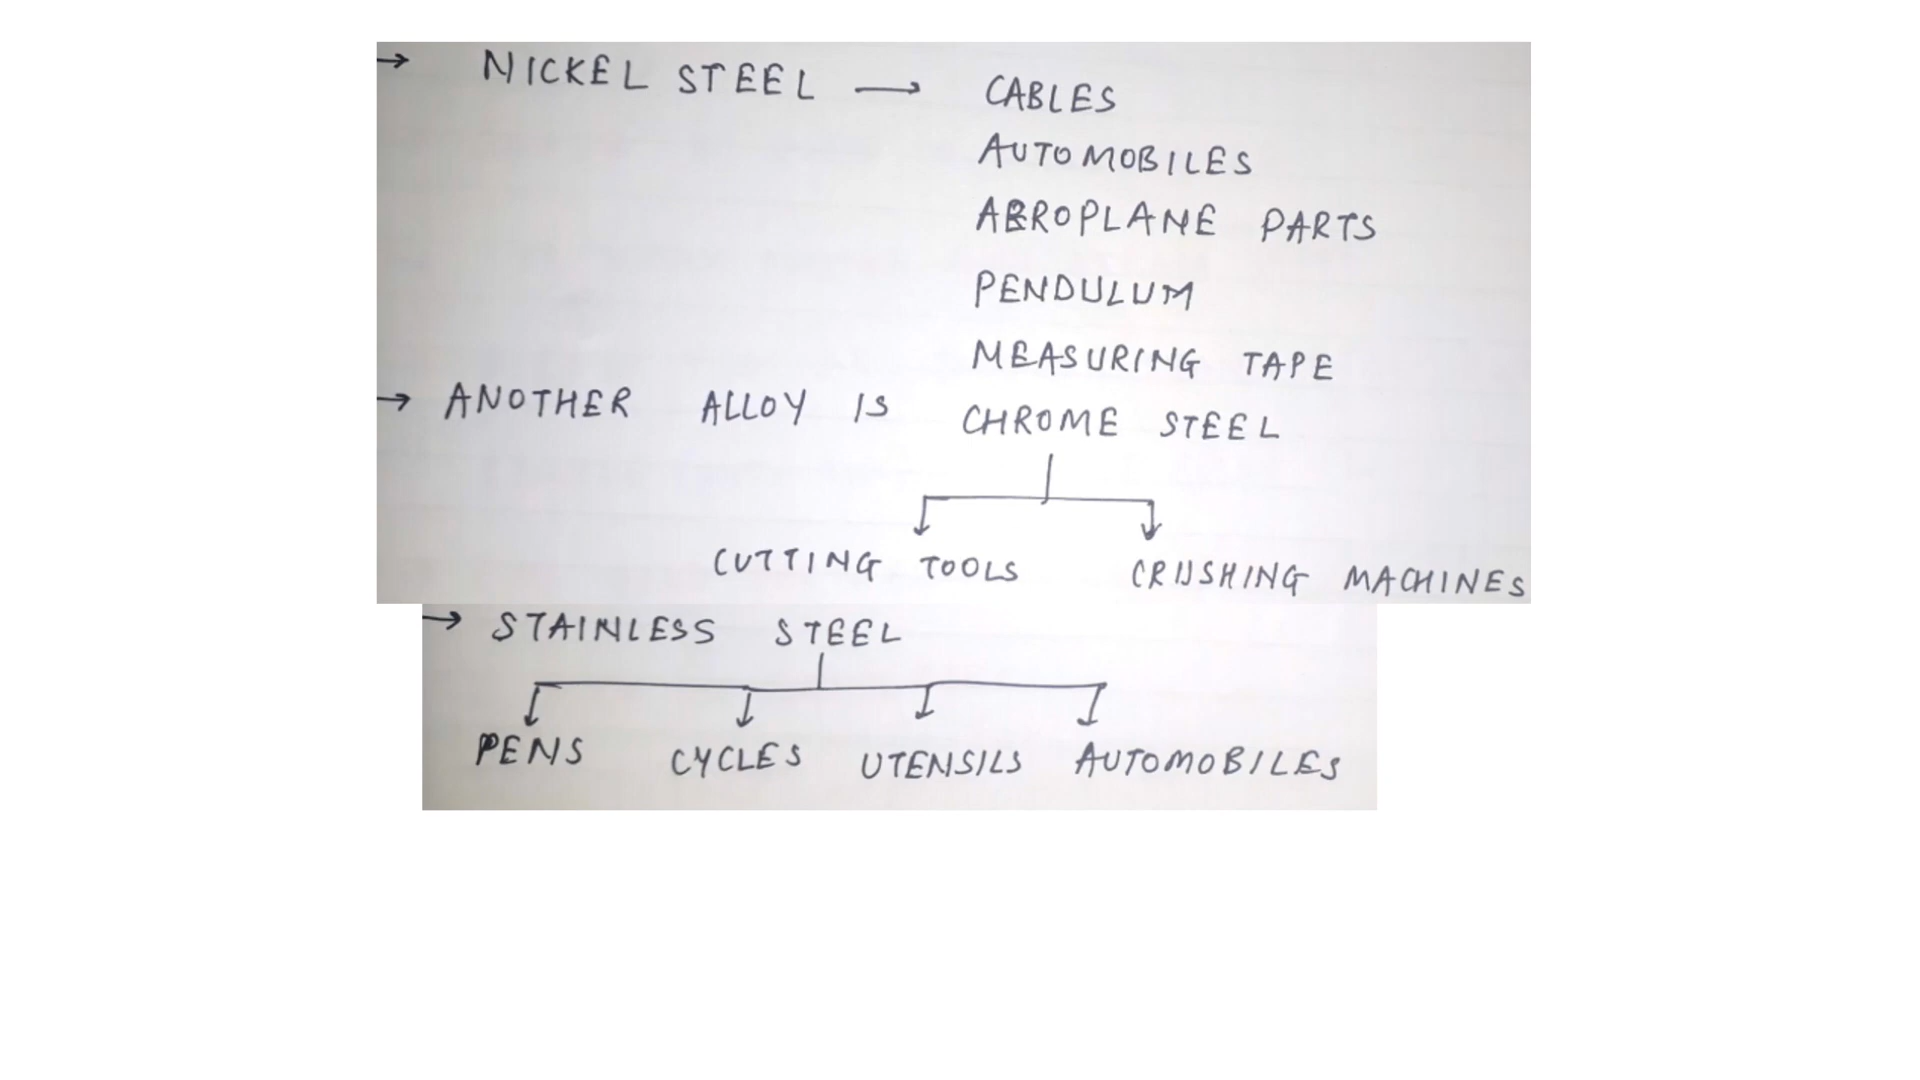 → NICKEL STEEL → CABLES
AUTOMOBILES
AEROPLANE PARTS
PENDULUM
MEASURING TAPE
→ ANOTHER ALLOY IS CHROME STEEL
CUTTING TOOLS CRUSHING MACHINES
→ STAINLESS STEEL
PENS CYCLES UTENSILS AUTOMOBILES